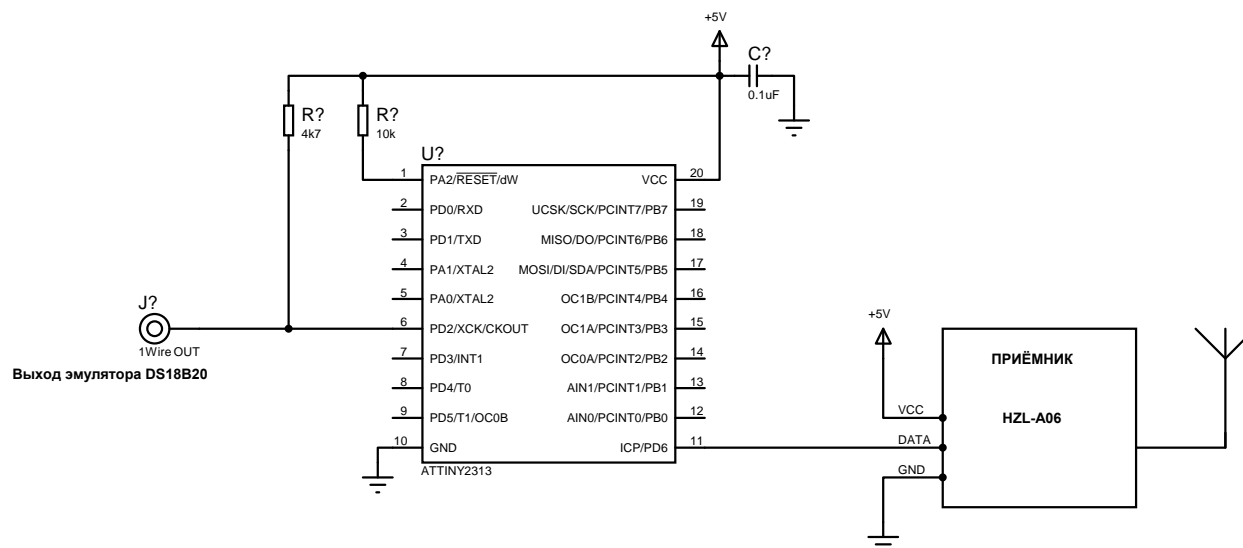 +5V
C?
0.1uF
R?
4k7
R?
10k
U?
1 PA2/RESET/dW VCC 20
2 PD0/RXD UCSK/SCK/PCINT7/PB7 19
3 PD1/TXD MISO/DO/PCINT6/PB6 18
4 PA1/XTAL2 MOSI/DI/SDA/PCINT5/PB5 17
5 PA0/XTAL2 OC1B/PCINT4/PB4 16
6 PD2/XCK/CKOUT OC1A/PCINT3/PB3 15
7 PD3/INT1 OC0A/PCINT2/PB2 14
8 PD4/T0 AIN1/PCINT1/PB1 13
9 PD5/T1/OC0B AIN0/PCINT0/PB0 12
10 GND ICP/PD6 11
ATTINY2313
J?
1Wire OUT
Выход эмулятора DS18B20
+5V
ПРИЁМНИК
HZL-A06
VCC
DATA
GND